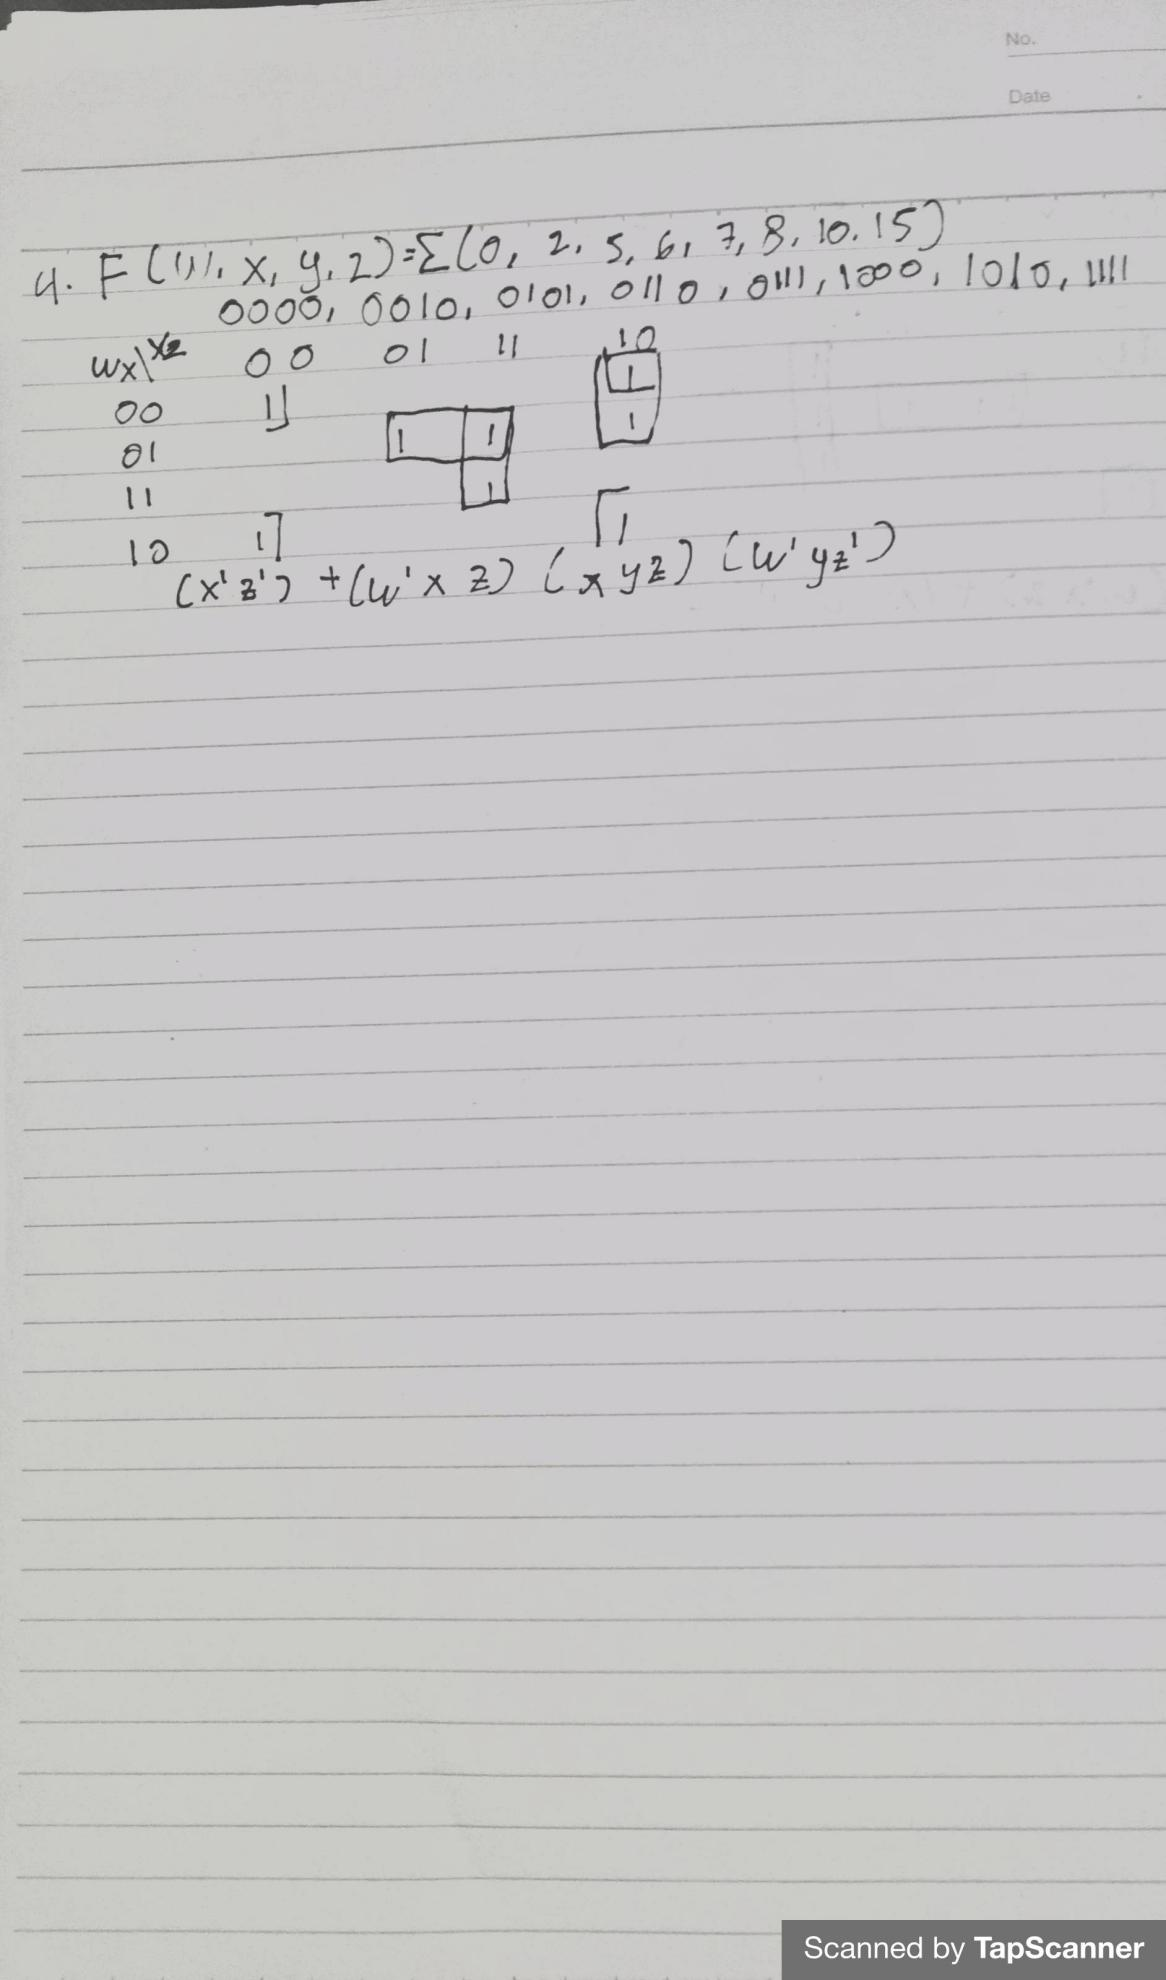 No.
Date
4. F (W, x, y, z) = Σ(0, 2, 5, 6, 7, 8, 10. 15)
0000, 0010, 0101, 0110, 0111, 1000, 1010, 1111
wx\yz 00 01 11 10
00 1 1
01 1 1 1
11 1
10 1 1
(x'z') + (w'x z) (x y z) (w'yz')
Scanned by TapScanner